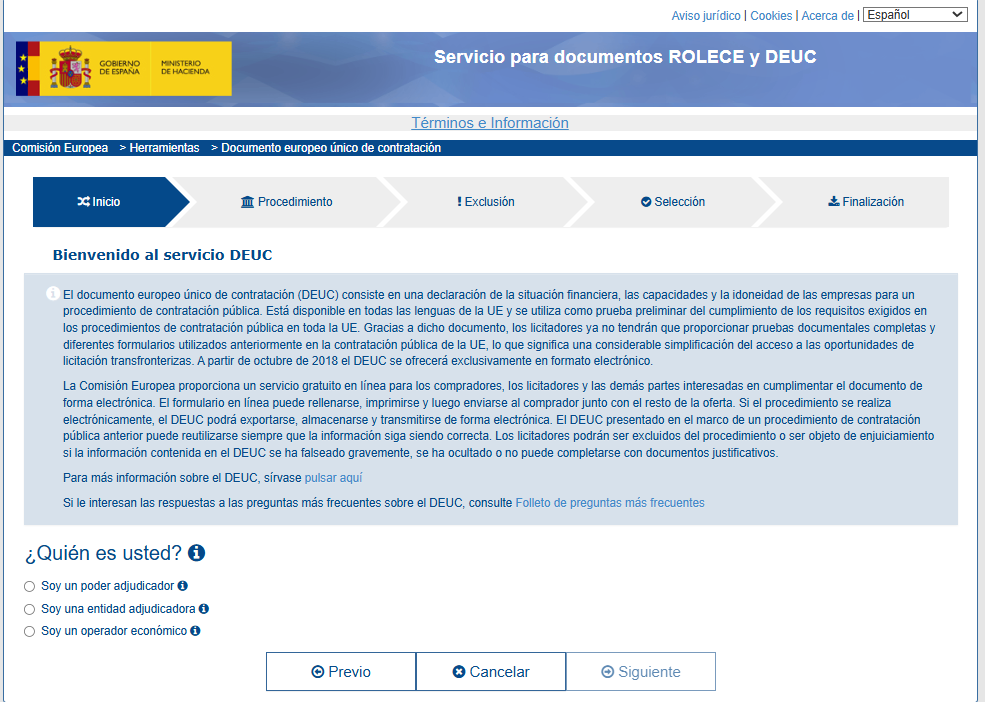 Aviso jurídico | Cookies | Acerca de | Español
GOBIERNO DE ESPAÑA
MINISTERIO DE HACIENDA
Servicio para documentos ROLECE y DEUC
Términos e Información
Comisión Europea > Herramientas > Documento europeo único de contratación
Inicio
Procedimiento
Exclusión
Selección
Finalización
Bienvenido al servicio DEUC
El documento europeo único de contratación (DEUC) consiste en una declaración de la situación financiera, las capacidades y la idoneidad de las empresas para un
procedimiento de contratación pública. Está disponible en todas las lenguas de la UE y se utiliza como prueba preliminar del cumplimiento de los requisitos exigidos en
los procedimientos de contratación pública en toda la UE. Gracias a dicho documento, los licitadores ya no tendrán que proporcionar pruebas documentales completas y
diferentes formularios utilizados anteriormente en la contratación pública de la UE, lo que significa una considerable simplificación del acceso a las oportunidades de
licitación transfronterizas. A partir de octubre de 2018 el DEUC se ofrecerá exclusivamente en formato electrónico.
La Comisión Europea proporciona un servicio gratuito en línea para los compradores, los licitadores y las demás partes interesadas en cumplimentar el documento de
forma electrónica. El formulario en línea puede rellenarse, imprimirse y luego enviarse al comprador junto con el resto de la oferta. Si el procedimiento se realiza
electrónicamente, el DEUC podrá exportarse, almacenarse y transmitirse de forma electrónica. El DEUC presentado en el marco de un procedimiento de contratación
pública anterior puede reutilizarse siempre que la información siga siendo correcta. Los licitadores podrán ser excluidos del procedimiento o ser objeto de enjuiciamiento
si la información contenida en el DEUC se ha falseado gravemente, se ha ocultado o no puede completarse con documentos justificativos.
Para más información sobre el DEUC, sírvase pulsar aquí
Si le interesan las respuestas a las preguntas más frecuentes sobre el DEUC, consulte Folleto de preguntas más frecuentes
¿Quién es usted?
Soy un poder adjudicador
Soy una entidad adjudicadora
Soy un operador económico
Previo
Cancelar
Siguiente